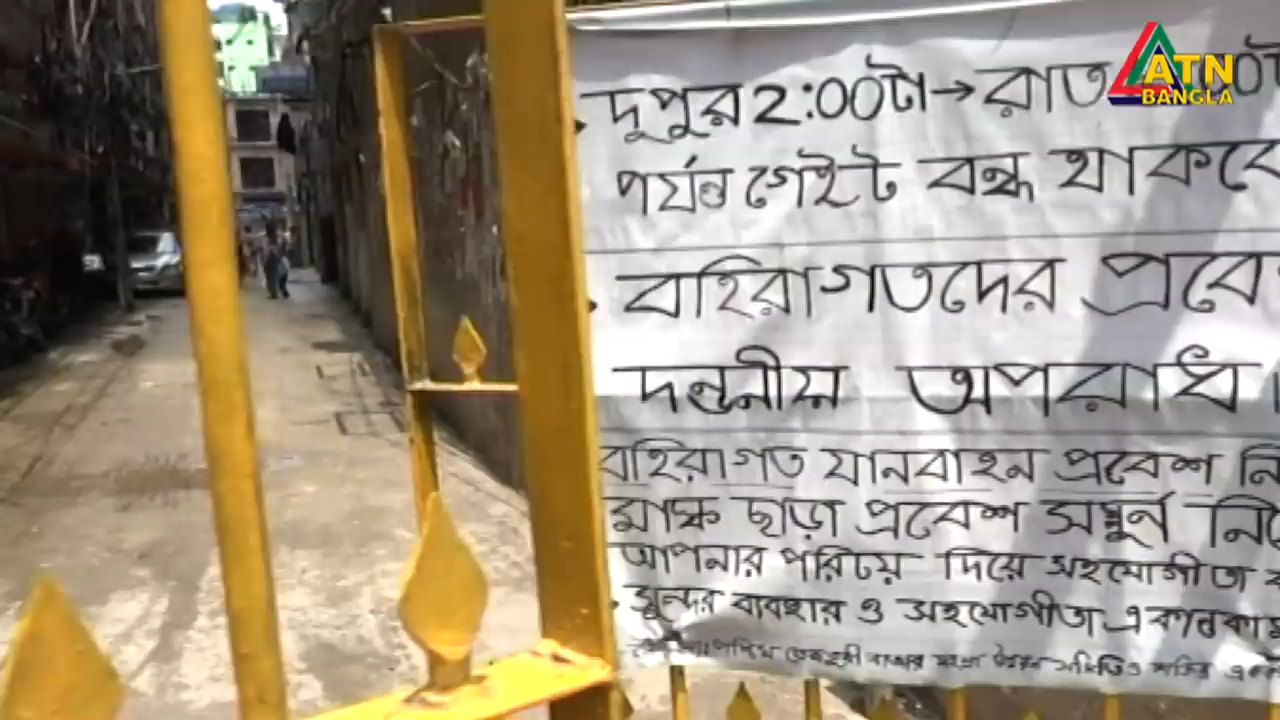 ATN
BANGLA
দুপুর 2:00টা → রাত
পর্যন্ত গেইট বন্ধ থাকবে
বহিরাগতদের প্রবে
দন্ডনীয় অপরাধ।
বহিরাগত যানবাহন প্রবেশ নি
মাস্ক ছাড়া প্রবেশ সম্পুর্ন নি
আপনার পরিচয় দিয়ে সহযোগীতা ক
সুন্দর ব্যবহার ও সহযোগীতা একান্ত কাম